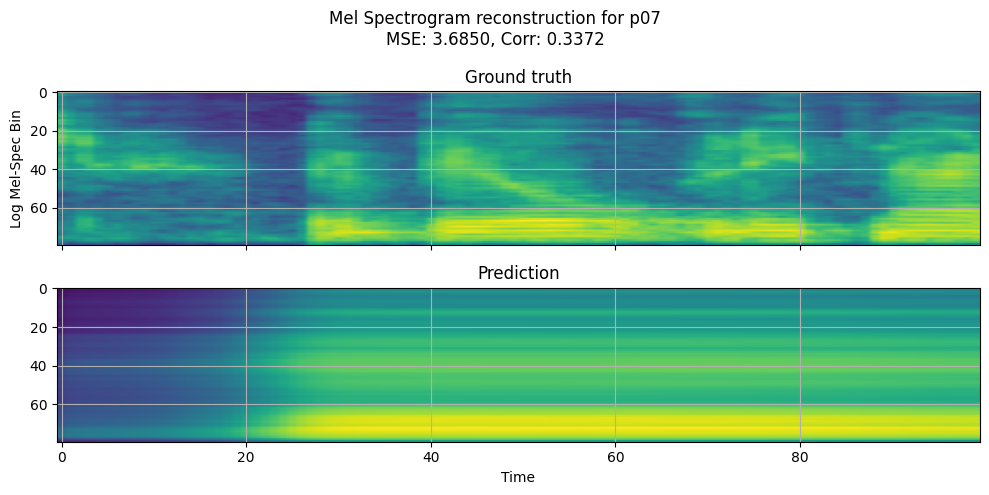 Mel Spectrogram reconstruction for p07
MSE: 3.6850, Corr: 0.3372
Ground truth
Log Mel-Spec Bin
0
20
40
60
Prediction
0
20
40
60
0 20 40 60 80
Time